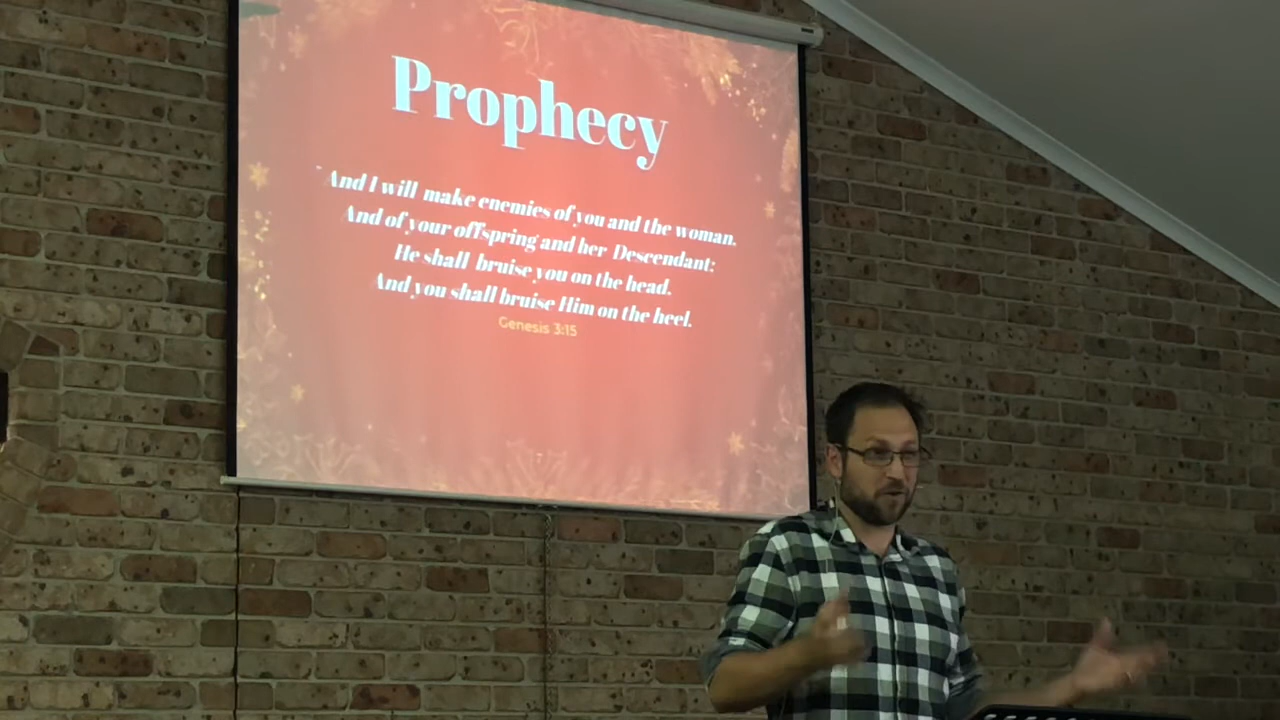 Prophecy
"And I will make enemies of you and the woman.
And of your offspring and her Descendant;
He shall bruise you on the head.
And you shall bruise Him on the heel.
Genesis 3:15